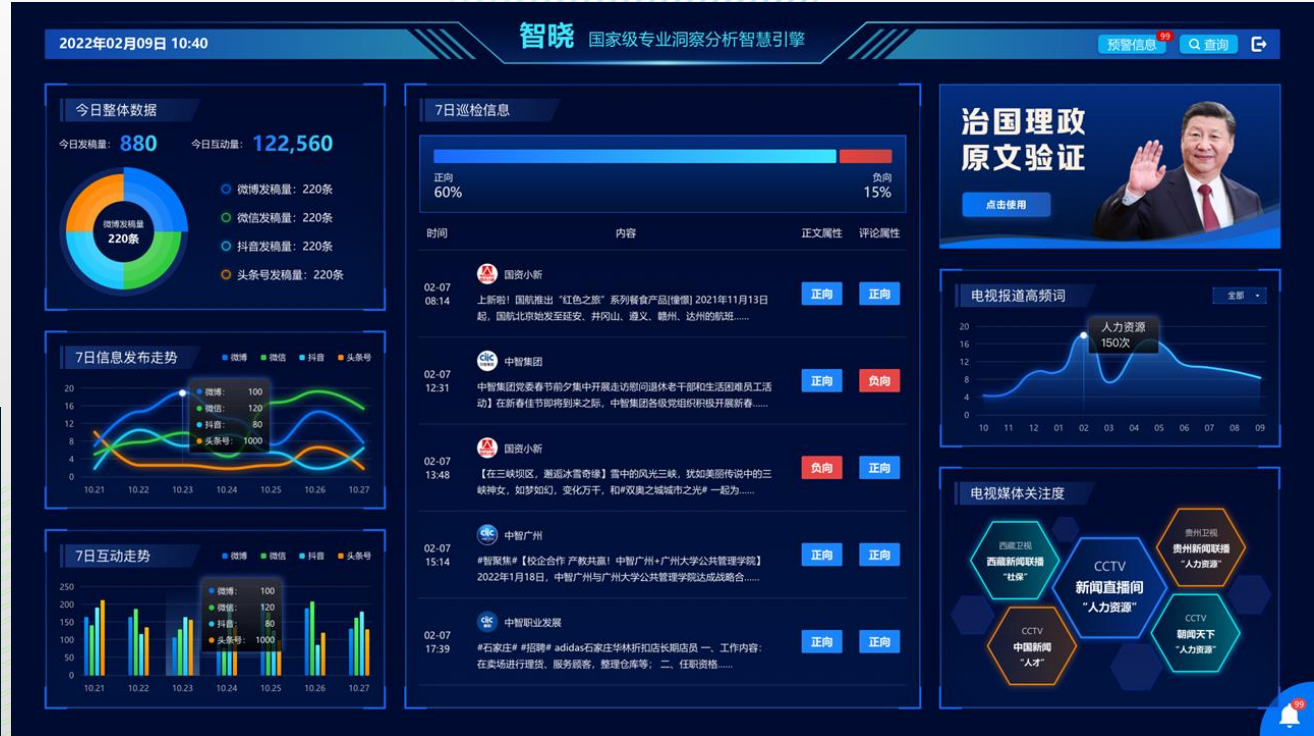 2022年02月09日 10:40
智晓 国家级专业洞察分析智慧引擎
预警信息 99
查询
今日整体数据
今日发稿量: 880 今日互动量: 122,560
微博发稿量
220条
微博发稿量: 220条
微信发稿量: 220条
抖音发稿量: 220条
头条号发稿量: 220条
7日信息发布走势
微博 微信 抖音 头条号
20
16
12
8
4
0
微博: 100
微信: 120
抖音: 80
头条号: 1000
10.21 10.22 10.23 10.24 10.25 10.26 10.27
7日互动走势
微博 微信 抖音 头条号
250
200
150
100
50
0
微博: 100
微信: 120
抖音: 80
头条号: 1000
10.21 10.22 10.23 10.24 10.25 10.26 10.27
7日巡检信息
正向 负向
60% 15%
时间 内容 正文属性 评论属性
国资小新
02-07
08:14
上新啦！国航推出“红色之旅”系列餐食产品[憧憬] 2021年11月13日
起，国航北京始发至延安、井冈山、遵义、赣州、达州的航班......
正向 正向
中智集团
02-07
12:31
中智集团党委春节前夕集中开展走访慰问退休老干部和生活困难员工活
动】在新春佳节即将到来之际，中智集团各级党组织积极开展新春......
正向 负向
国资小新
02-07
13:48
【在三峡坝区，邂逅冰雪奇缘】雪中的风光三峡，犹如美丽传说中的三
峡神女，如梦如幻，变化万千，和#双奥之城城市之光# 一起为......
负向 正向
中智广州
02-07
15:14
#智聚焦#【校企合作 产教共赢！中智广州+广州大学公共管理学院】
2022年1月18日，中智广州与广州大学公共管理学院达成战略合......
正向 正向
中智职业发展
02-07
17:39
#石家庄# #招聘# adidas石家庄华林折扣店长期店员 一、工作内容：
在卖场进行理货、服务顾客，整理仓库等； 二、任职资格......
正向 正向
治国理政
原文验证
点击使用
电视报道高频词
全部
20
16
12
8
4
0
人力资源
150次
10 11 12 01 02 03 04 05 06 07 08 09
电视媒体关注度
西藏卫视
西藏新闻联播
“社保”
贵州卫视
贵州新闻联播
“人力资源”
CCTV
新闻直播间
“人力资源”
CCTV
中国新闻
“人才”
CCTV
朝闻天下
“人力资源”
99